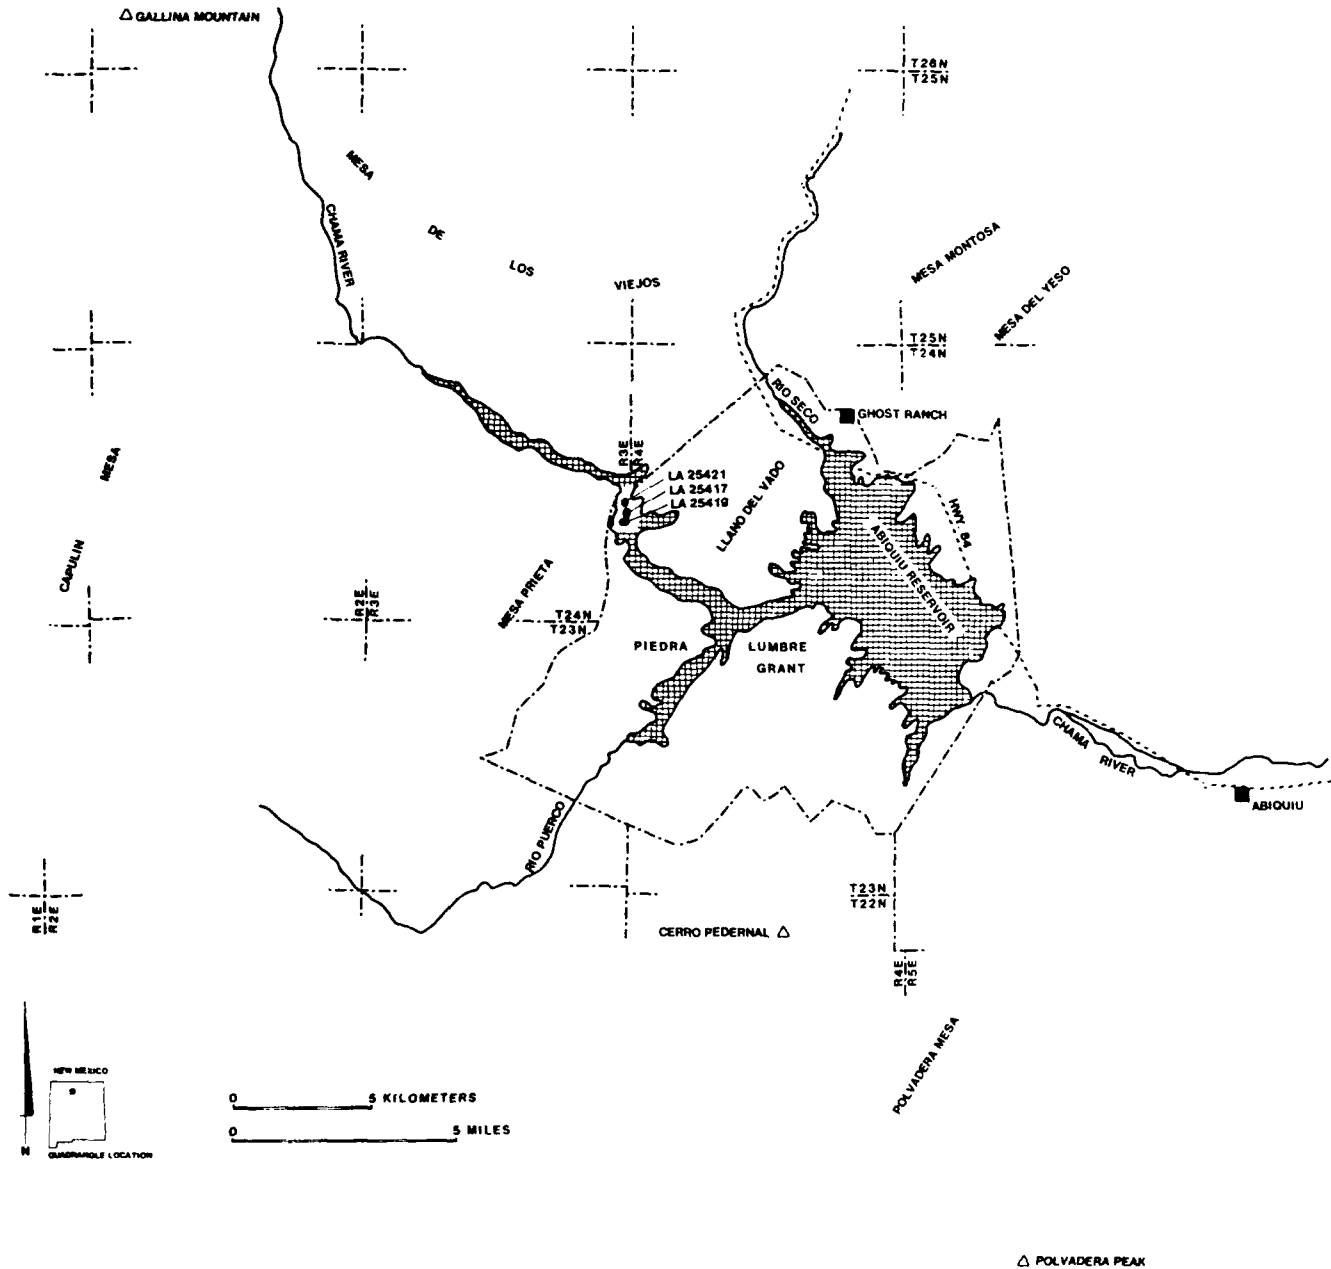 GALLINA MOUNTAIN
T26N
T25N
MESA
DE
LOS
VIEJOS
CHAMA RIVER
MESA MONTOSA
MESA DEL YESO
T25N
T24N
RIO SECO
GHOST RANCH
MESA
CAPULIN
R3E
R4E
LA 25421
LA 25417
LA 25419
LLANO DEL VADO
HWY. 84
ABIQUIU RESERVOIR
MESA PRIETA
R2E
R3E
T24N
T23N
PIEDRA LUMBRE
GRANT
CHAMA RIVER
ABIQUIU
RIO PUERCO
T23N
T22N
R1E
R2E
CERRO PEDERNAL
R4E
R5E
POLVADERA MESA
NEW MEXICO
N
QUADRANGLE LOCATION
0 5 KILOMETERS
0 5 MILES
POLVADERA PEAK